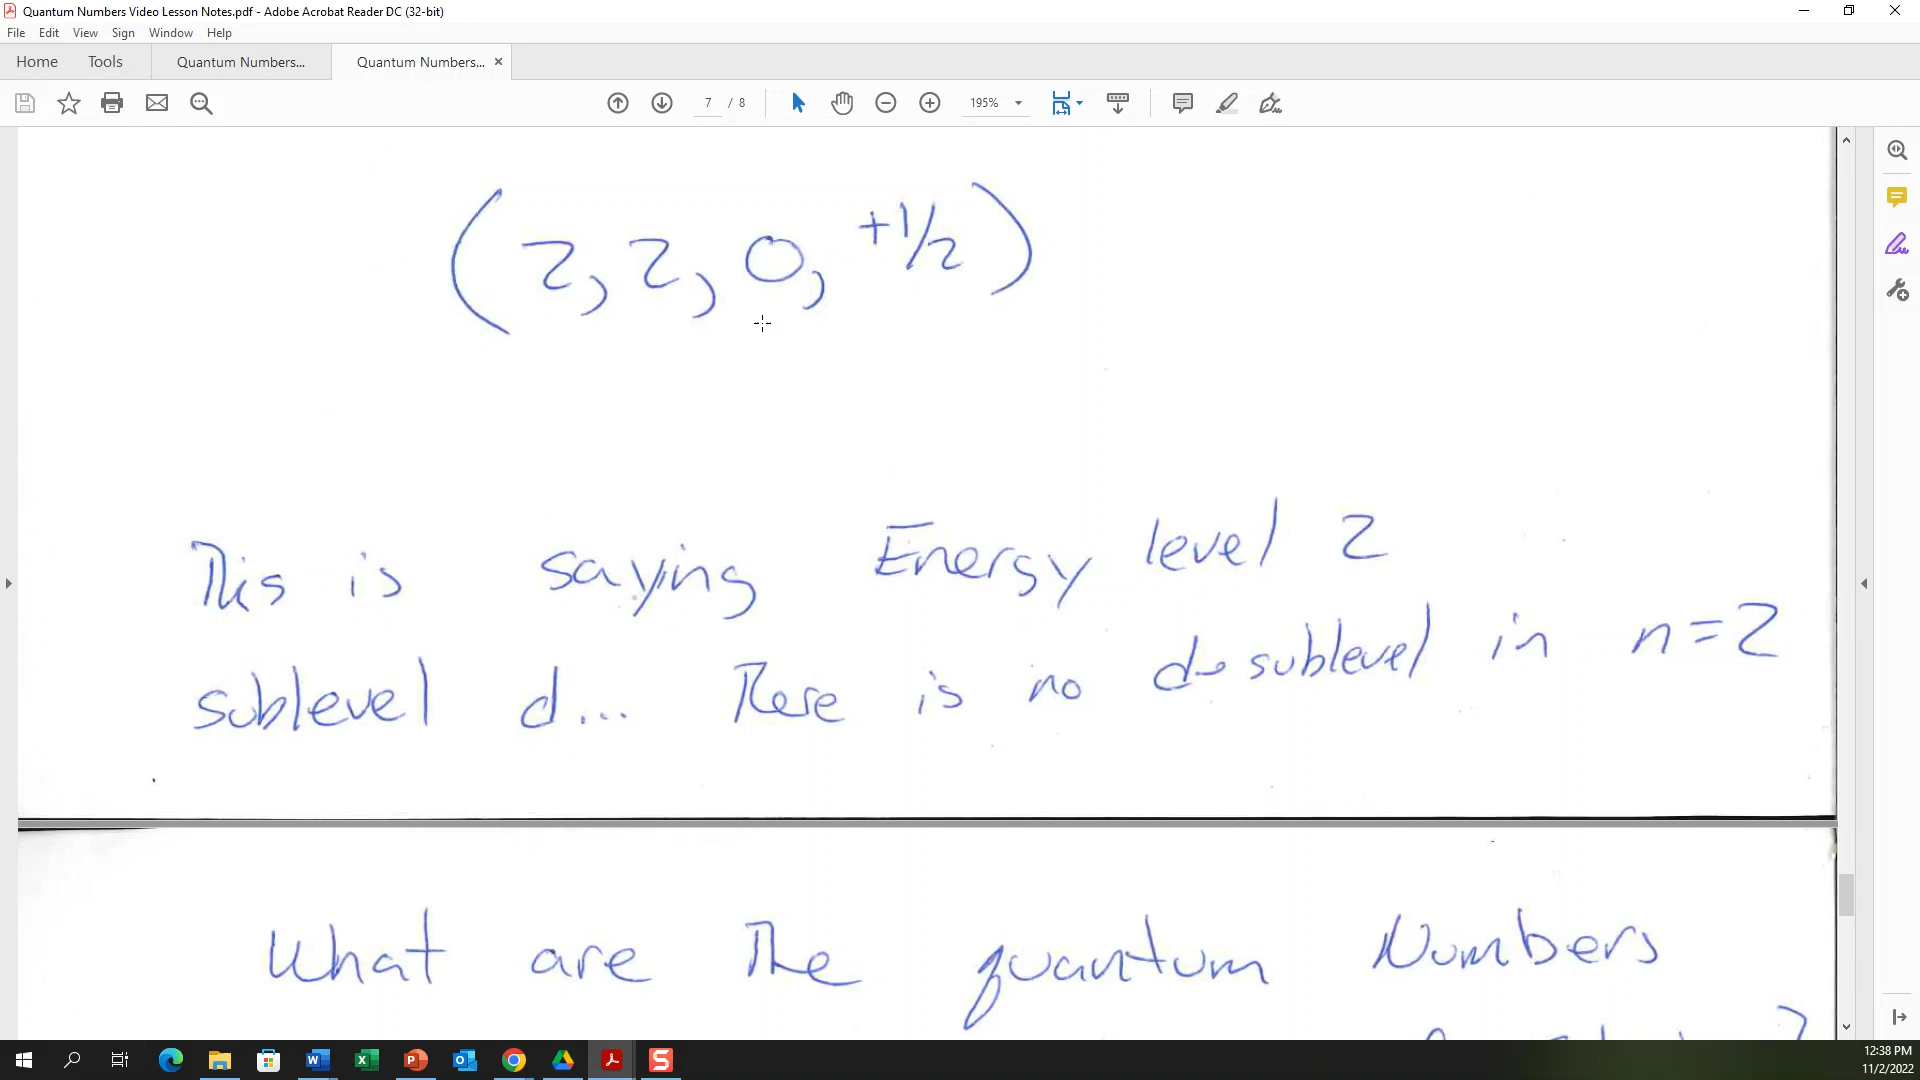 Quantum Numbers Video Lesson Notes.pdf - Adobe Acrobat Reader DC (32-bit)
File Edit View Sign Window Help
Home Tools Quantum Numbers... Quantum Numbers...
7 / 8 195%
(2, 2, 0, +1/2)
This is saying Energy level 2
sublevel d... There is no d-sublevel in n=2
What are The quantum Numbers
12:38 PM
11/2/2022